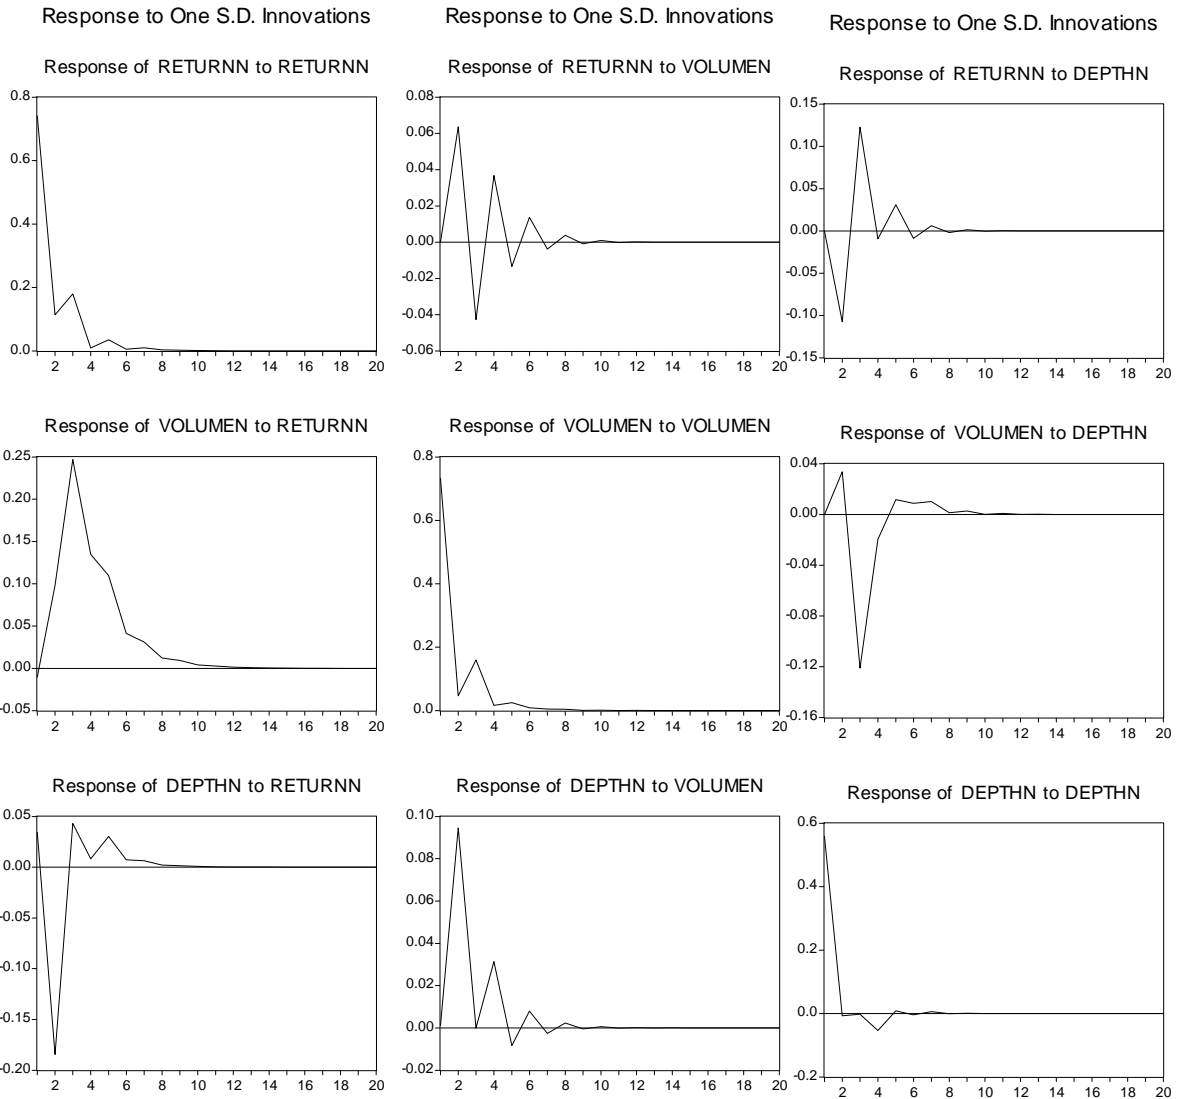 Response to One S.D. Innovations
Response to One S.D. Innovations
Response to One S.D. Innovations
Response of RETURNN to RETURNN
0.8
0.6
0.4
0.2
0.0
2 4 6 8 10 12 14 16 18 20
Response of RETURNN to VOLUMEN
0.08
0.06
0.04
0.02
0.00
-0.02
-0.04
-0.06
2 4 6 8 10 12 14 16 18 20
Response of RETURNN to DEPTHN
0.15
0.10
0.05
0.00
-0.05
-0.10
-0.15
2 4 6 8 10 12 14 16 18 20
Response of VOLUMEN to RETURNN
0.25
0.20
0.15
0.10
0.05
0.00
-0.05
2 4 6 8 10 12 14 16 18 20
Response of VOLUMEN to VOLUMEN
0.8
0.6
0.4
0.2
0.0
2 4 6 8 10 12 14 16 18 20
Response of VOLUMEN to DEPTHN
0.04
0.00
-0.04
-0.08
-0.12
-0.16
2 4 6 8 10 12 14 16 18 20
Response of DEPTHN to RETURNN
0.05
0.00
-0.05
-0.10
-0.15
-0.20
2 4 6 8 10 12 14 16 18 20
Response of DEPTHN to VOLUMEN
0.10
0.08
0.06
0.04
0.02
0.00
-0.02
2 4 6 8 10 12 14 16 18 20
Response of DEPTHN to DEPTHN
0.6
0.4
0.2
0.0
-0.2
2 4 6 8 10 12 14 16 18 20